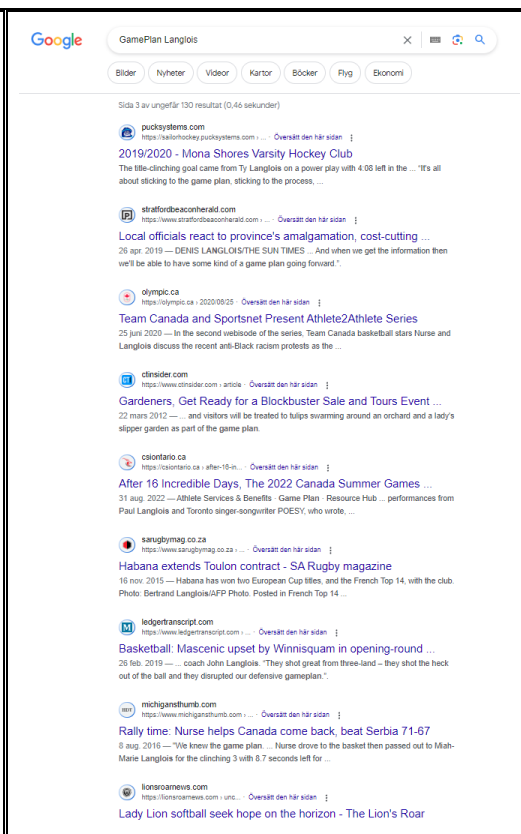 Google
GamePlan Langlois
Bilder Nyheter Videor Kartor Böcker Flyg Ekonomi
Sida 3 av ungefär 130 resultat (0,46 sekunder)
pucksystems.com
https://sailorhockey.pucksystems.com › ... · Översätt den här sidan
2019/2020 - Mona Shores Varsity Hockey Club
The title-clinching goal came from Ty Langlois on a power play with 4:08 left in the ... "It's all
about sticking to the game plan, sticking to the process, ...
stratfordbeaconherald.com
https://www.stratfordbeaconherald.com › ... · Översätt den här sidan
Local officials react to province's amalgamation, cost-cutting ...
26 apr. 2019 — DENIS LANGLOIS/THE SUN TIMES ... And when we get the information then
we'll be able to have some kind of a game plan going forward.".
olympic.ca
https://olympic.ca › 2020/06/25 · Översätt den här sidan
Team Canada and Sportsnet Present Athlete2Athlete Series
25 juni 2020 — In the second webisode of the series, Team Canada basketball stars Nurse and
Langlois discuss the recent anti-Black racism protests as the ...
ctinsider.com
https://www.ctinsider.com › article · Översätt den här sidan
Gardeners, Get Ready for a Blockbuster Sale and Tours Event ...
22 mars 2012 — ... and visitors will be treated to tulips swarming around an orchard and a lady's
slipper garden as part of the game plan.
csiontario.ca
https://csiontario.ca › after-16-in... · Översätt den här sidan
After 16 Incredible Days, The 2022 Canada Summer Games ...
31 aug. 2022 — Athlete Services & Benefits · Game Plan · Resource Hub ... performances from
Paul Langlois and Toronto singer-songwriter POESY, who wrote, ...
sarugbymag.co.za
https://www.sarugbymag.co.za › ... · Översätt den här sidan
Habana extends Toulon contract - SA Rugby magazine
16 nov. 2015 — Habana has won two European Cup titles, and the French Top 14, with the club.
Photo: Bertrand Langlois/AFP Photo. Posted in French Top 14 ...
ledgertranscript.com
https://www.ledgertranscript.com › ... · Översätt den här sidan
Basketball: Mascenic upset by Winnisquam in opening-round ...
26 feb. 2019 — ... coach John Langlois. "They shot great from three-land – they shot the heck
out of the ball and they disrupted our defensive gameplan.".
michigansthumb.com
https://www.michigansthumb.com › ... · Översätt den här sidan
Rally time: Nurse helps Canada come back, beat Serbia 71-67
8 aug. 2016 — "We knew the game plan. ... Nurse drove to the basket then passed out to Miah-
Marie Langlois for the clinching 3 with 8.7 seconds left for ...
lionsroarnews.com
https://lionsroarnews.com › unc... · Översätt den här sidan
Lady Lion softball seek hope on the horizon - The Lion's Roar